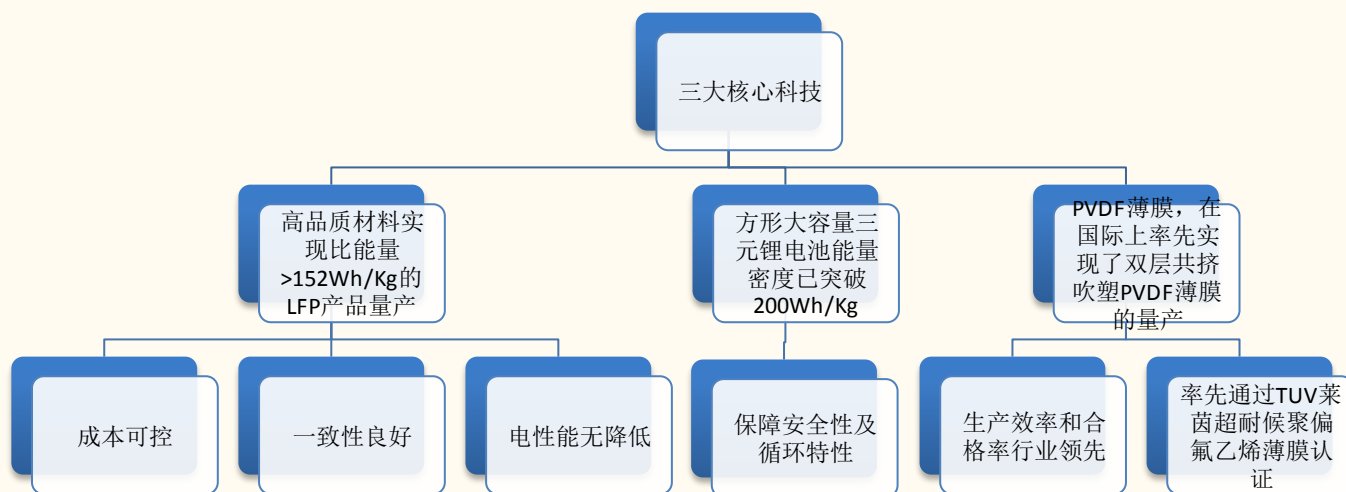 三大核心科技
高品质材料实
现比能量
>152Wh/Kg的
LFP产品量产
方形大容量三
元锂电池能量
密度已突破
200Wh/Kg
PVDF薄膜，在
国际上率先实
现了双层共挤
吹塑PVDF薄膜
的量产
成本可控
一致性良好
电性能无降低
保障安全性及
循环特性
生产效率和合
格率行业领先
率先通过TUV莱
茵超耐候聚偏
氟乙烯薄膜认
证